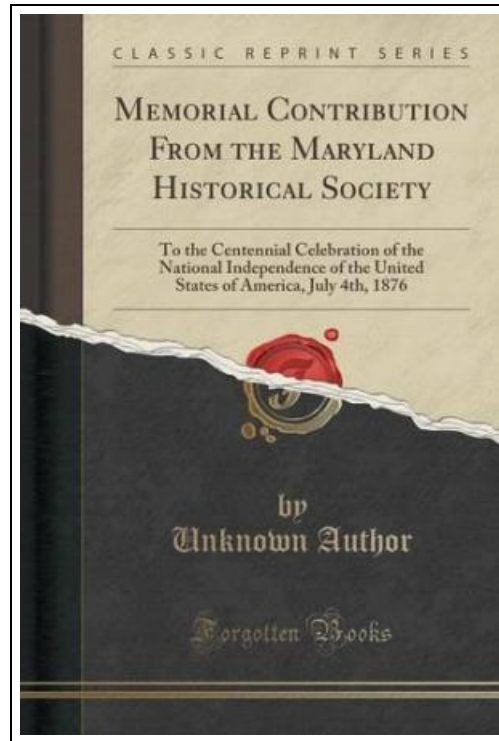 CLASSIC REPRINT SERIES
MEMORIAL CONTRIBUTION
FROM THE MARYLAND
HISTORICAL SOCIETY
To the Centennial Celebration of the
National Independence of the United
States of America, July 4th, 1876
F
by
Unknown Author
Forgotten Books